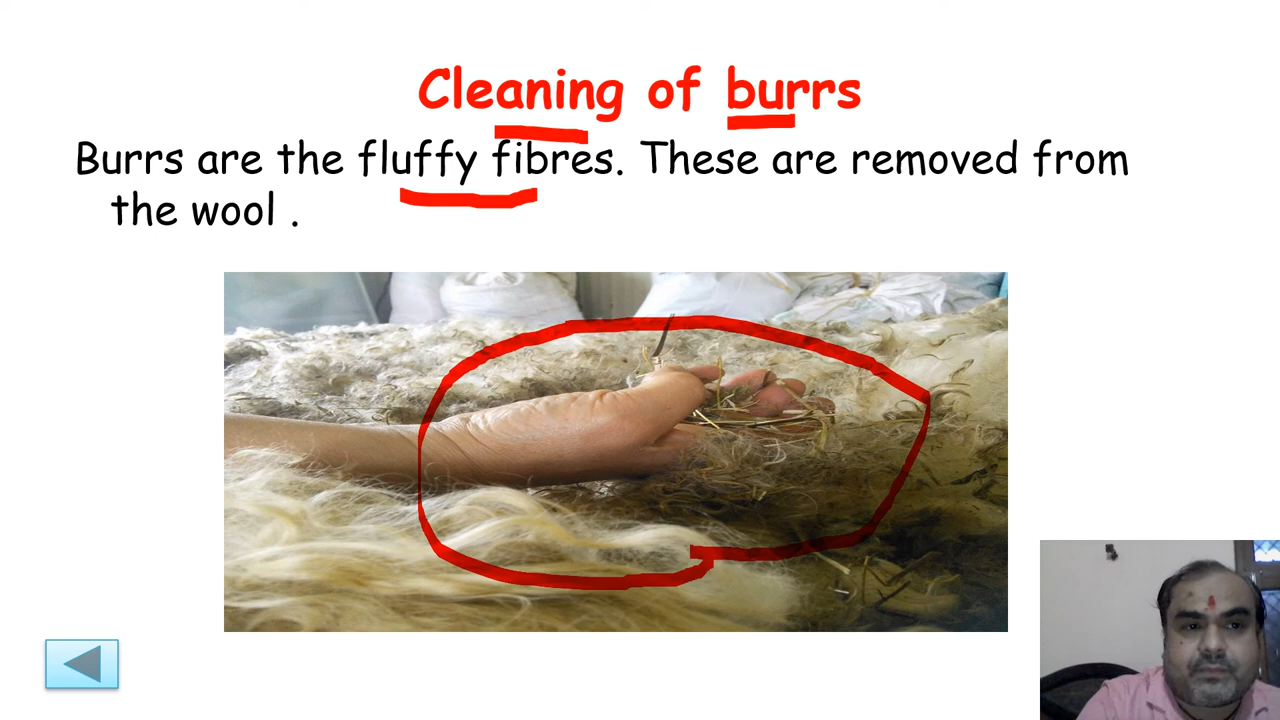 Cleaning of burrs
Burrs are the fluffy fibres. These are removed from
the wool .